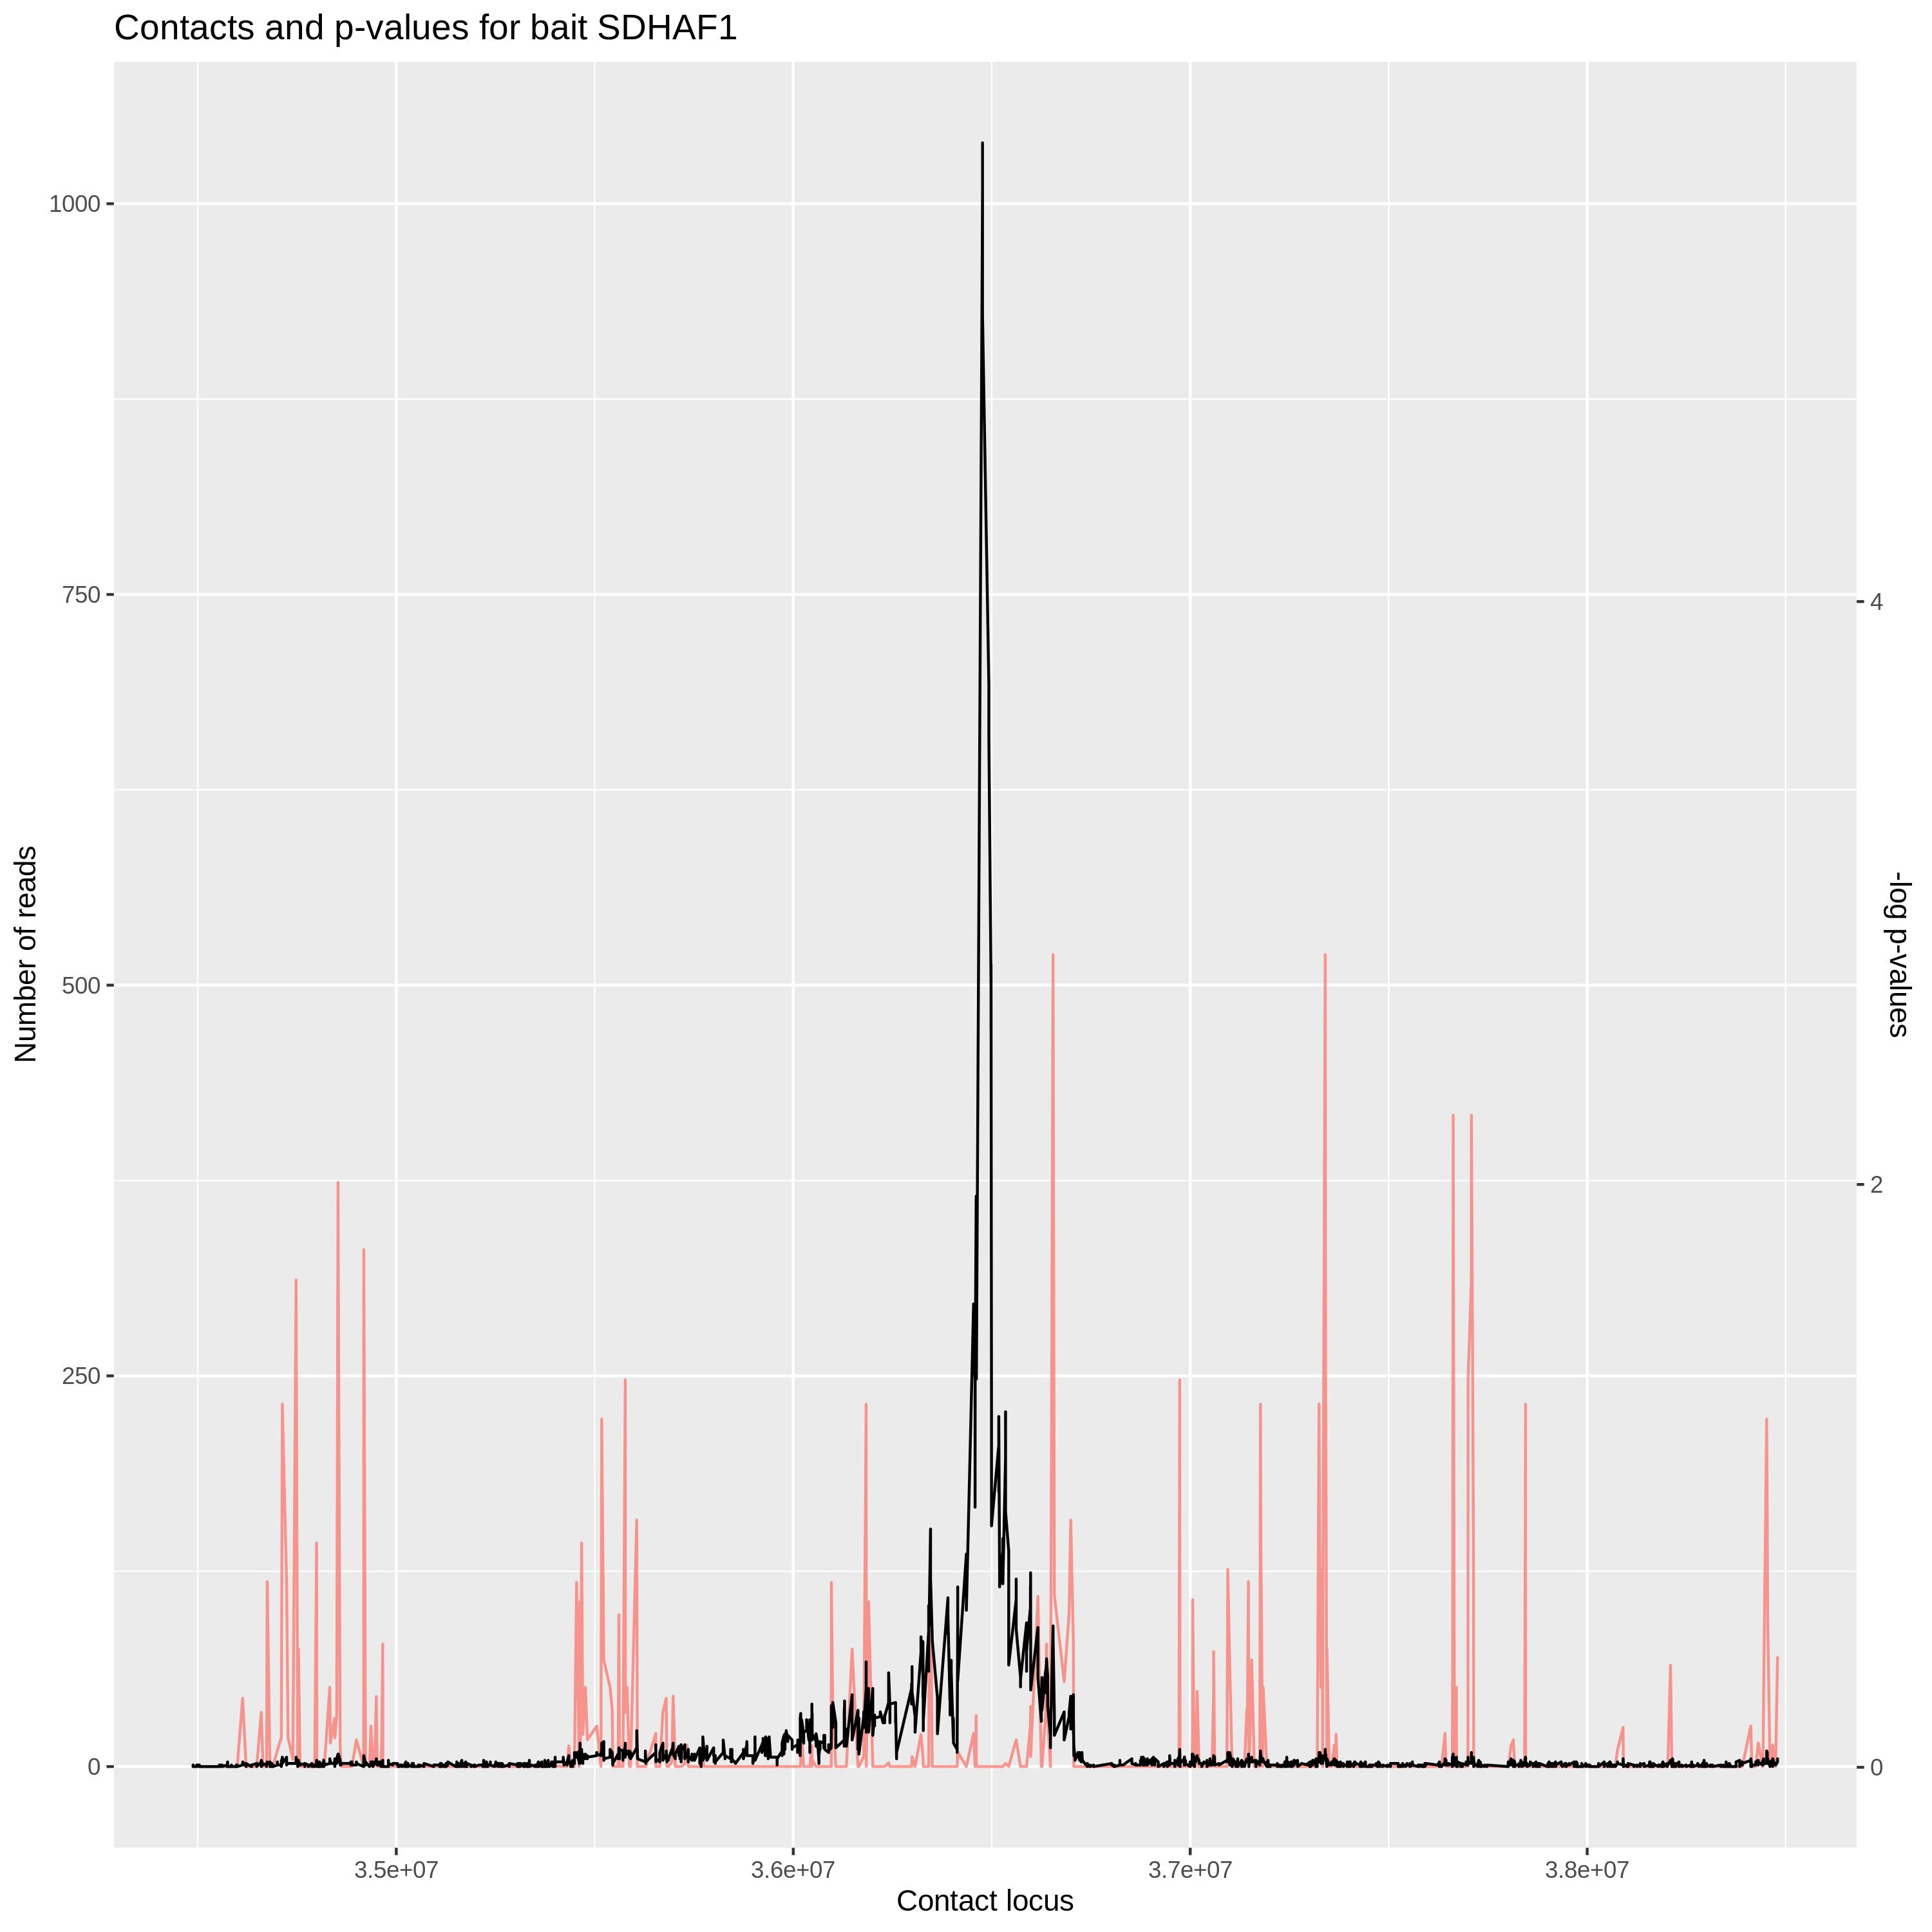 Contacts and p-values for bait SDHAF1
1000
750
500
250
0
Number of reads
4
2
0
-log p-values
3.5e+07
3.6e+07
3.7e+07
3.8e+07
Contact locus